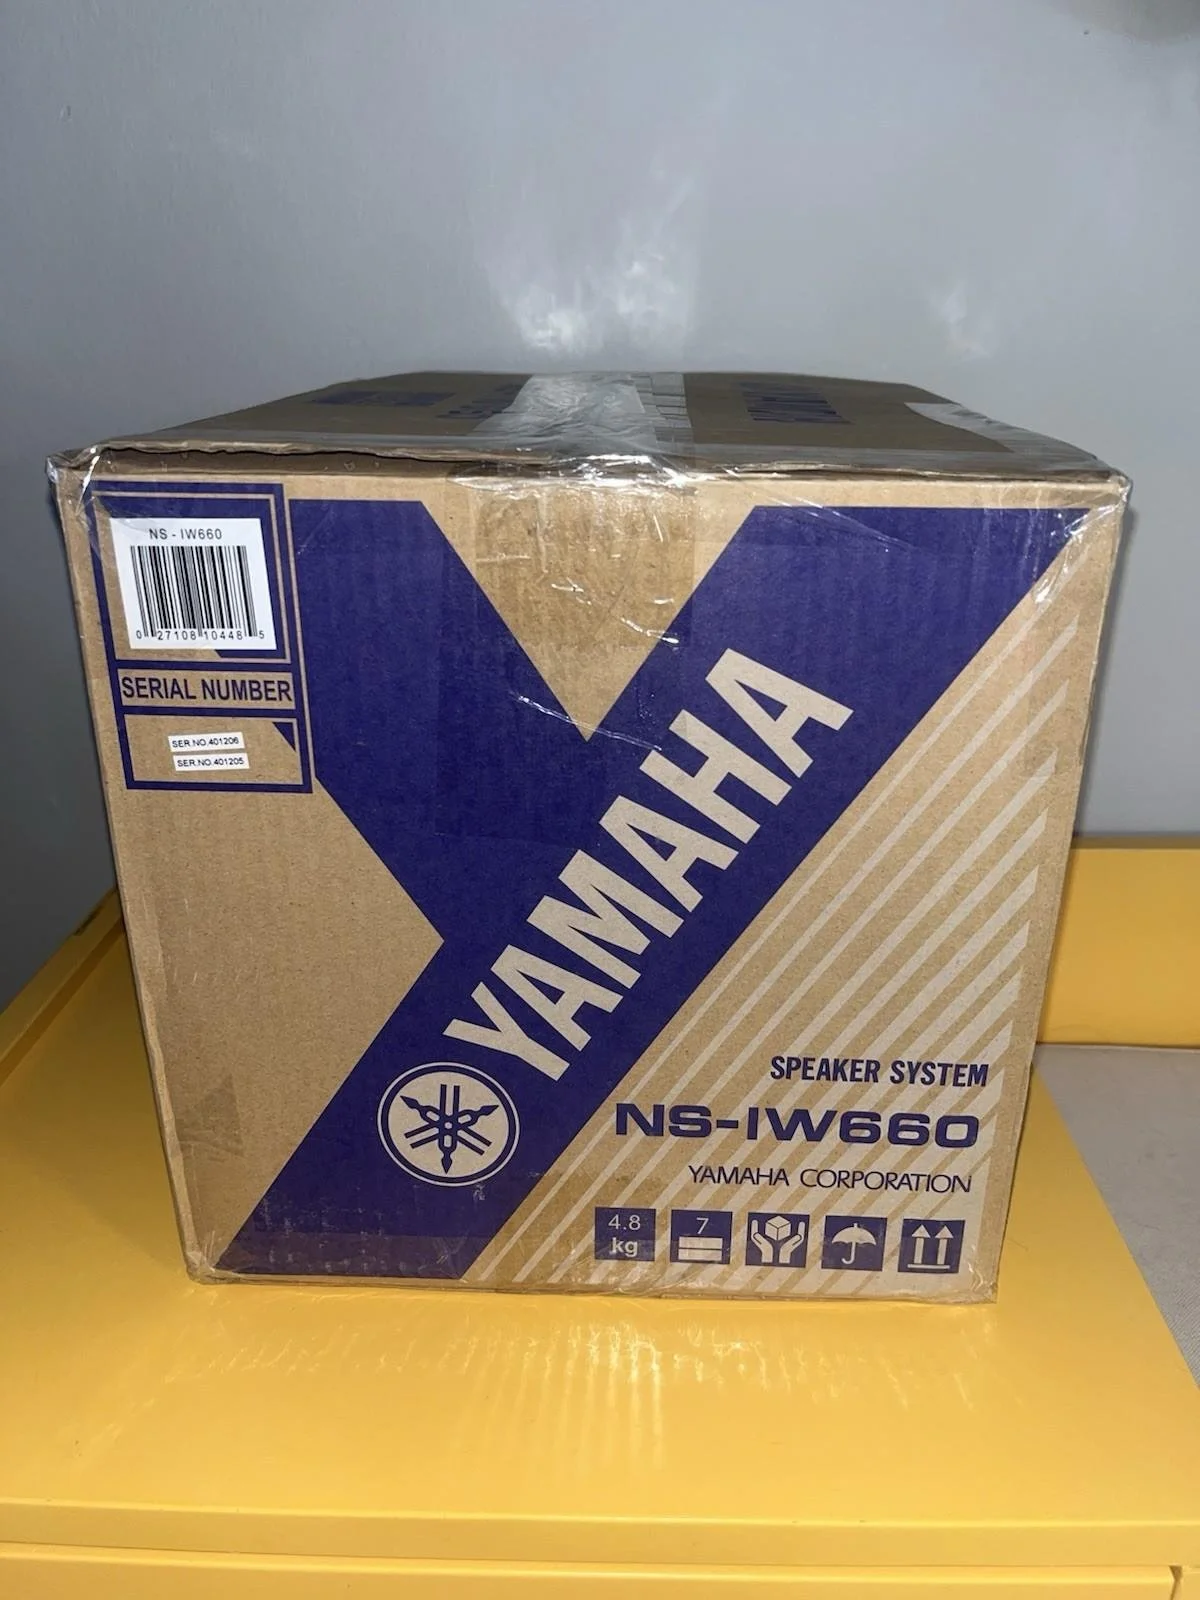 NS - IW660
0 27108 10448 5
SERIAL NUMBER
SER.NO.401206
SER.NO.401205
YAMAHA
SPEAKER SYSTEM
NS-IW660
YAMAHA CORPORATION
4.8
kg
7